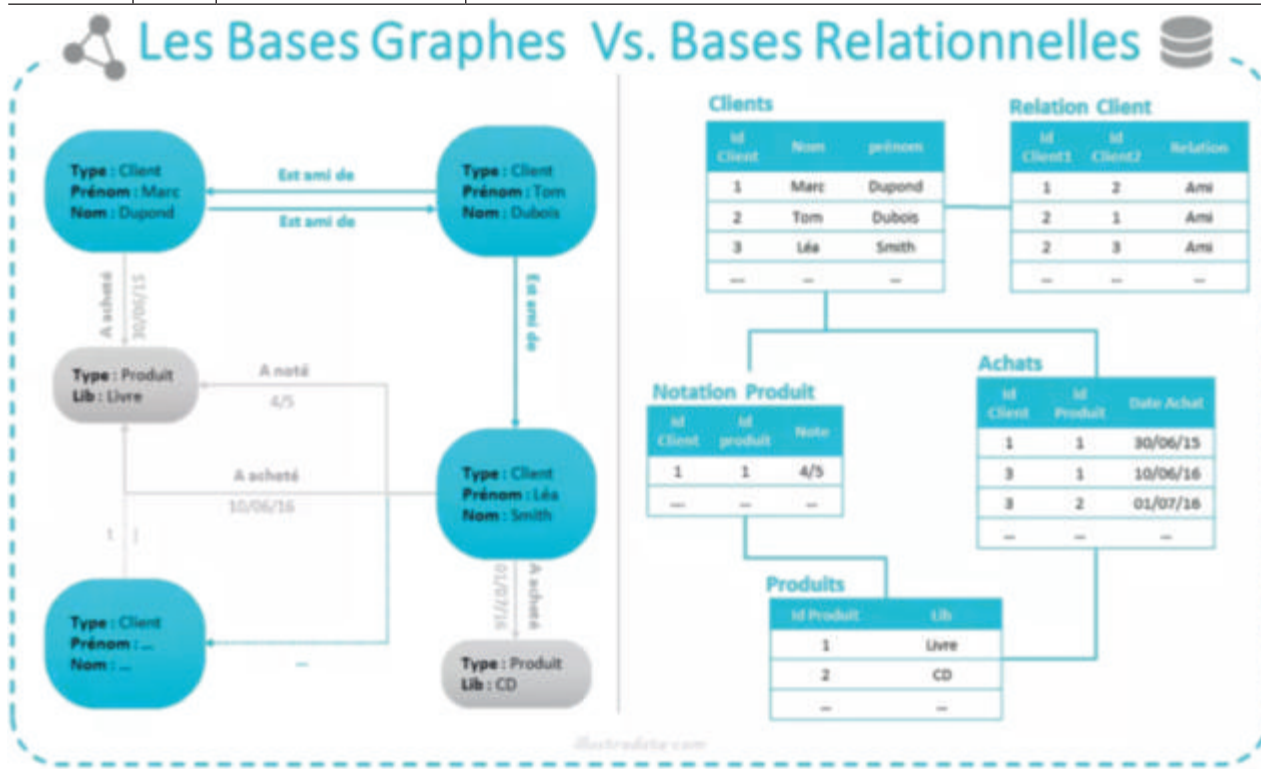 Les Bases Graphes Vs. Bases Relationnelles
Type : Client
Prénom : Marc
Nom : Dupond
Est ami de
Est ami de
Type : Client
Prénom : Tom
Nom : Dubois
A acheté
30/06/15
Est ami de
Type : Produit
Lib : Livre
A noté
4/5
A acheté
10/06/16
Type : Client
Prénom : Léa
Nom : Smith
A acheté
01/07/16
Type : Client
Prénom : ...
Nom : ...
...
Type : Produit
Lib : CD
Clients
Id Client Nom prénom
1 Marc Dupond
2 Tom Dubois
3 Léa Smith
... ... ...
Relation Client
Id Client1 Id Client2 Relation
1 2 Ami
2 1 Ami
2 3 Ami
... ... ...
Notation Produit
Id Client Id produit Note
1 1 4/5
... ... ...
Achats
Id Client Id Produit Date Achat
1 1 30/06/15
3 1 10/06/16
3 2 01/07/16
... ... ...
Produits
Id Produit Lib
1 Livre
2 CD
... ...
illustradata.com